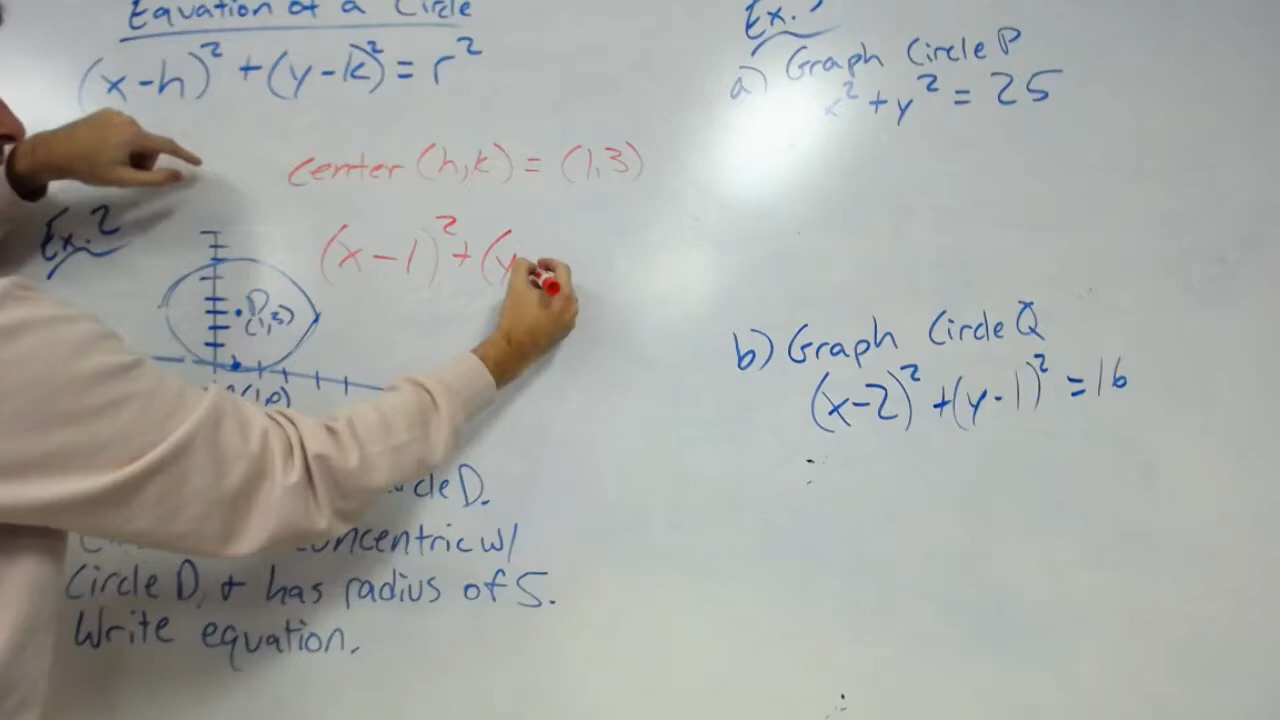 Equation of a Circle
(x-h)² + (y-k)² = r²
center (h,k) = (1,3)
Ex. 2
(x-1)² + (y
D
(1,3)
(1,0)
cle D.
concentric w/
Circle D, & has radius of 5.
Write equation.
Ex.
a) Graph Circle P
x² + y² = 25
b) Graph Circle Q
(x-2)² + (y-1)² = 16